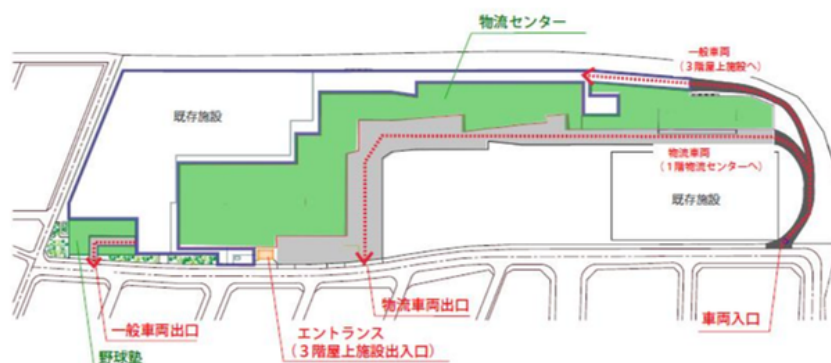 物流センター
一般車両
(3階屋上施設へ)
既存施設
物流車両
(1階物流センターへ)
既存施設
物流車両出口
車両入口
一般車両出口
エントランス
(3階屋上施設出入口)
野球塾